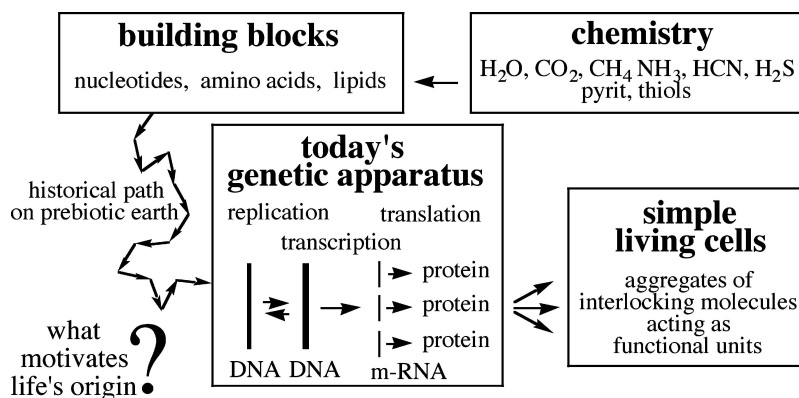 building blocks
nucleotides, amino acids, lipids
chemistry
H₂O, CO₂, CH₄ NH₃, HCN, H₂S
pyrit, thiols
historical path
on prebiotic earth
what
motivates
life's origin ?
today's
genetic apparatus
replication translation
transcription
protein
protein
protein
DNA DNA m-RNA
simple
living cells
aggregates of
interlocking molecules
acting as
functional units